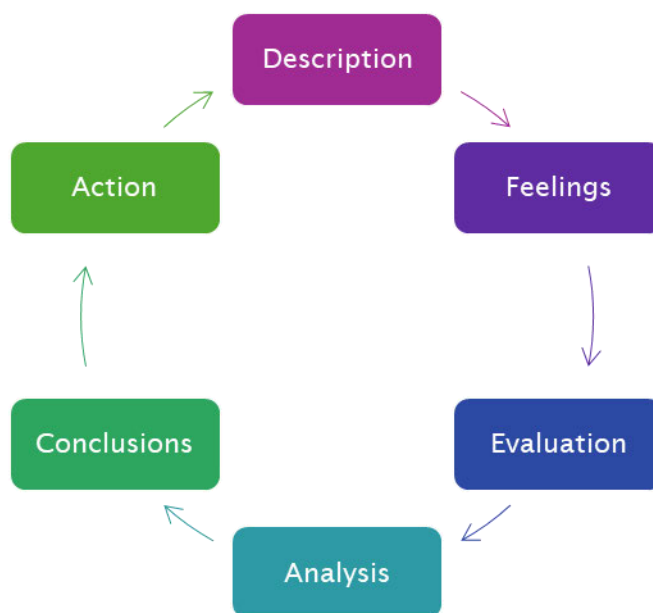 Description
Feelings
Evaluation
Analysis
Conclusions
Action